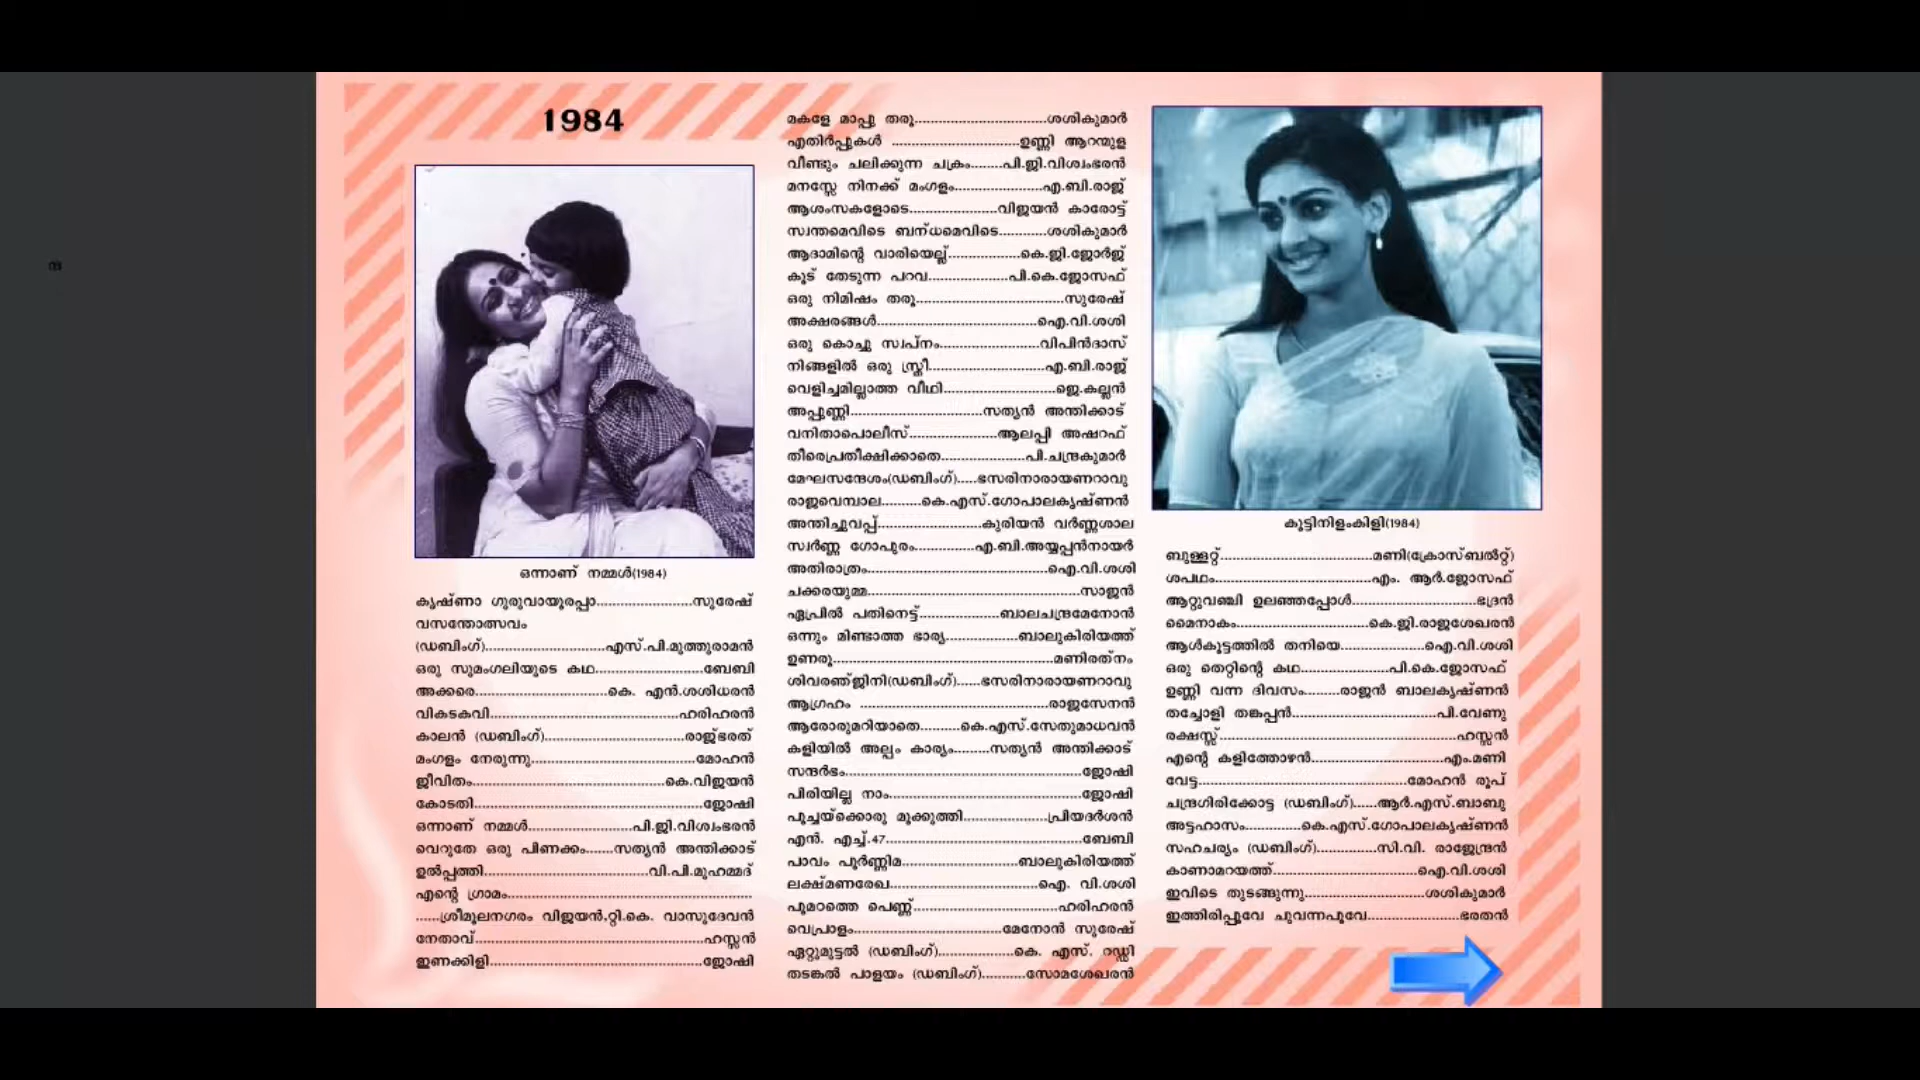 1984
ഒന്നാണ് നമ്മൾ(1984)
കൃഷ്ണാ ഗുരുവായൂരപ്പാ........................സുരേഷ്
വസന്തോത്സവം
(ഡബിംഗ്)..............................എസ്.പി.മുത്തുരാമൻ
ഒരു സുമംഗലിയുടെ കഥ...........................ബേബി
അക്കരെ.................................കെ. എൻ.ശശിധരൻ
വികടകവി...............................................ഹരിഹരൻ
കാലൻ (ഡബിംഗ്)...................................രാജ്ഭരത്
മംഗളം നേരുന്നു.........................................മോഹൻ
ജീവിതം................................................കെ.വിജയൻ
കോടതി.........................................................ജോഷി
ഒന്നാണ് നമ്മൾ..........................പി.ജി.വിശ്വംഭരൻ
വെറുതേ ഒരു പിണക്കം.......സത്യൻ അന്തിക്കാട്
ഉൽപ്പത്തി.........................................വി.പി.മുഹമ്മദ്
എന്റെ ഗ്രാമം.............................................................
......ശ്രീമൂലനഗരം വിജയൻ,റ്റി.കെ. വാസുദേവൻ
നേതാവ്.........................................................ഹസ്സൻ
ഇണക്കിളി.....................................................ജോഷി
മകളേ മാപ്പു തരൂ.................................ശശികുമാർ
എതിർപ്പുകൾ ................................ഉണ്ണി ആറന്മുള
വീണ്ടും ചലിക്കുന്ന ചക്രം........പി.ജി.വിശ്വംഭരൻ
മനസ്സേ നിനക്ക് മംഗളം......................എ.ബി.രാജ്
ആശംസകളോടെ......................വിജയൻ കാരോട്ട്
സ്വന്തമെവിടെ ബന്ധമെവിടെ............ശശികുമാർ
ആദാമിന്റെ വാരിയെല്ല്..................കെ.ജി.ജോർജ്
കൂട് തേടുന്ന പറവ....................പി.കെ.ജോസഫ്
ഒരു നിമിഷം തരൂ.....................................സുരേഷ്
അക്ഷരങ്ങൾ........................................ഐ.വി.ശശി
ഒരു കൊച്ചു സ്വപ്നം.........................വിപിൻദാസ്
നിങ്ങളിൽ ഒരു സ്ത്രീ.............................എ.ബി.രാജ്
വെളിച്ചമില്ലാത്ത വീഥി............................ജെ.കല്ലൻ
അപ്പുണ്ണി.................................സത്യൻ അന്തിക്കാട്
വനിതാപൊലീസ്......................ആലപ്പി അഷറഫ്
തീരെപ്രതീക്ഷിക്കാതെ.....................പി.ചന്ദ്രകുമാർ
മേഘസന്ദേശം(ഡബിംഗ്).....ഭസരിനാരായണറാവു
രാജവെമ്പാല..........കെ.എസ്.ഗോപാലകൃഷ്ണൻ
അന്തിച്ചുവപ്പ്..........................കുരിയൻ വർണ്ണശാല
സ്വർണ്ണ ഗോപുരം...............എ.ബി.അയ്യപ്പൻനായർ
അതിരാത്രം.............................................ഐ.വി.ശശി
ചക്കരയുമ്മ.....................................................സാജൻ
ഏപ്രിൽ പതിനെട്ട്....................ബാലചന്ദ്രമേനോൻ
ഒന്നും മിണ്ടാത്ത ഭാര്യ..................ബാലുകിരിയത്ത്
ഉണരൂ.......................................................മണിരത്നം
ശിവരഞ്ജിനി(ഡബിംഗ്)......ഭസരിനാരായണറാവു
ആഗ്രഹം ...............................................രാജസേനൻ
ആരോരുമറിയാതെ..........കെ.എസ്.സേതുമാധവൻ
കളിയിൽ അല്പം കാര്യം.........സത്യൻ അന്തിക്കാട്
സന്ദർഭം...........................................................ജോഷി
പിരിയില്ല നാം................................................ജോഷി
പൂച്ചയ്ക്കൊരു മൂക്കുത്തി.....................പ്രിയദർശൻ
എൻ. എച്ച്.47.................................................ബേബി
പാവം പൂർണ്ണിമ.............................ബാലുകിരിയത്ത്
ലക്ഷ്മണരേഖ.....................................ഐ. വി.ശശി
പൂമഠത്തെ പെണ്ണ്....................................ഹരിഹരൻ
വെപ്രാളം.....................................മേനോൻ സുരേഷ്
ഏറ്റുമുട്ടൽ (ഡബിംഗ്)...................കെ. എസ്. റഡ്ഡി
തടങ്കൽ പാളയം (ഡബിംഗ്)...........സോമശേഖരൻ
കൂട്ടിനിളംകിളി(1984)
ബുള്ളറ്റ്......................................മണി(ക്രോസ്ബൽറ്റ്)
ശപഥം.......................................എം. ആർ.ജോസഫ്
ആറ്റുവഞ്ചി ഉലഞ്ഞപ്പോൾ...............................ഭദ്രൻ
മൈനാകം.................................കെ.ജി.രാജശേഖരൻ
ആൾകൂട്ടത്തിൽ തനിയെ.....................ഐ.വി.ശശി
ഒരു തെറ്റിന്റെ കഥ......................പി.കെ.ജോസഫ്
ഉണ്ണി വന്ന ദിവസം.........രാജൻ ബാലകൃഷ്ണൻ
തച്ചോളി തങ്കപ്പൻ....................................പി.വേണു
രക്ഷസ്സ്...........................................................ഹസ്സൻ
എന്റെ കളിത്തോഴൻ.................................എം.മണി
വേട്ട....................................................മോഹൻ രൂപ്
ചന്ദ്രഗിരിക്കോട്ട (ഡബിംഗ്)......ആർ.എസ്.ബാബു
അട്ടഹാസം..............കെ.എസ്.ഗോപാലകൃഷ്ണൻ
സഹചര്യം (ഡബിംഗ്)...............സി.വി. രാജേന്ദ്രൻ
കാണാമറയത്ത്....................................ഐ.വി.ശശി
ഇവിടെ തുടങ്ങുന്നു..............................ശശികുമാർ
ഇത്തിരിപ്പൂവേ ചുവന്നപൂവേ.......................ഭരതൻ